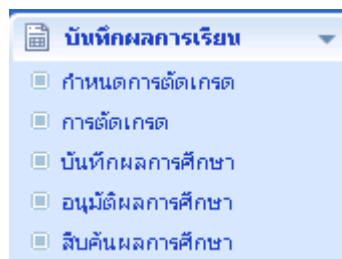 บันทึกผลการเรียน
กำหนดการตัดเกรด
การตัดเกรด
บันทึกผลการศึกษา
อนุมัติผลการศึกษา
สืบค้นผลการศึกษา